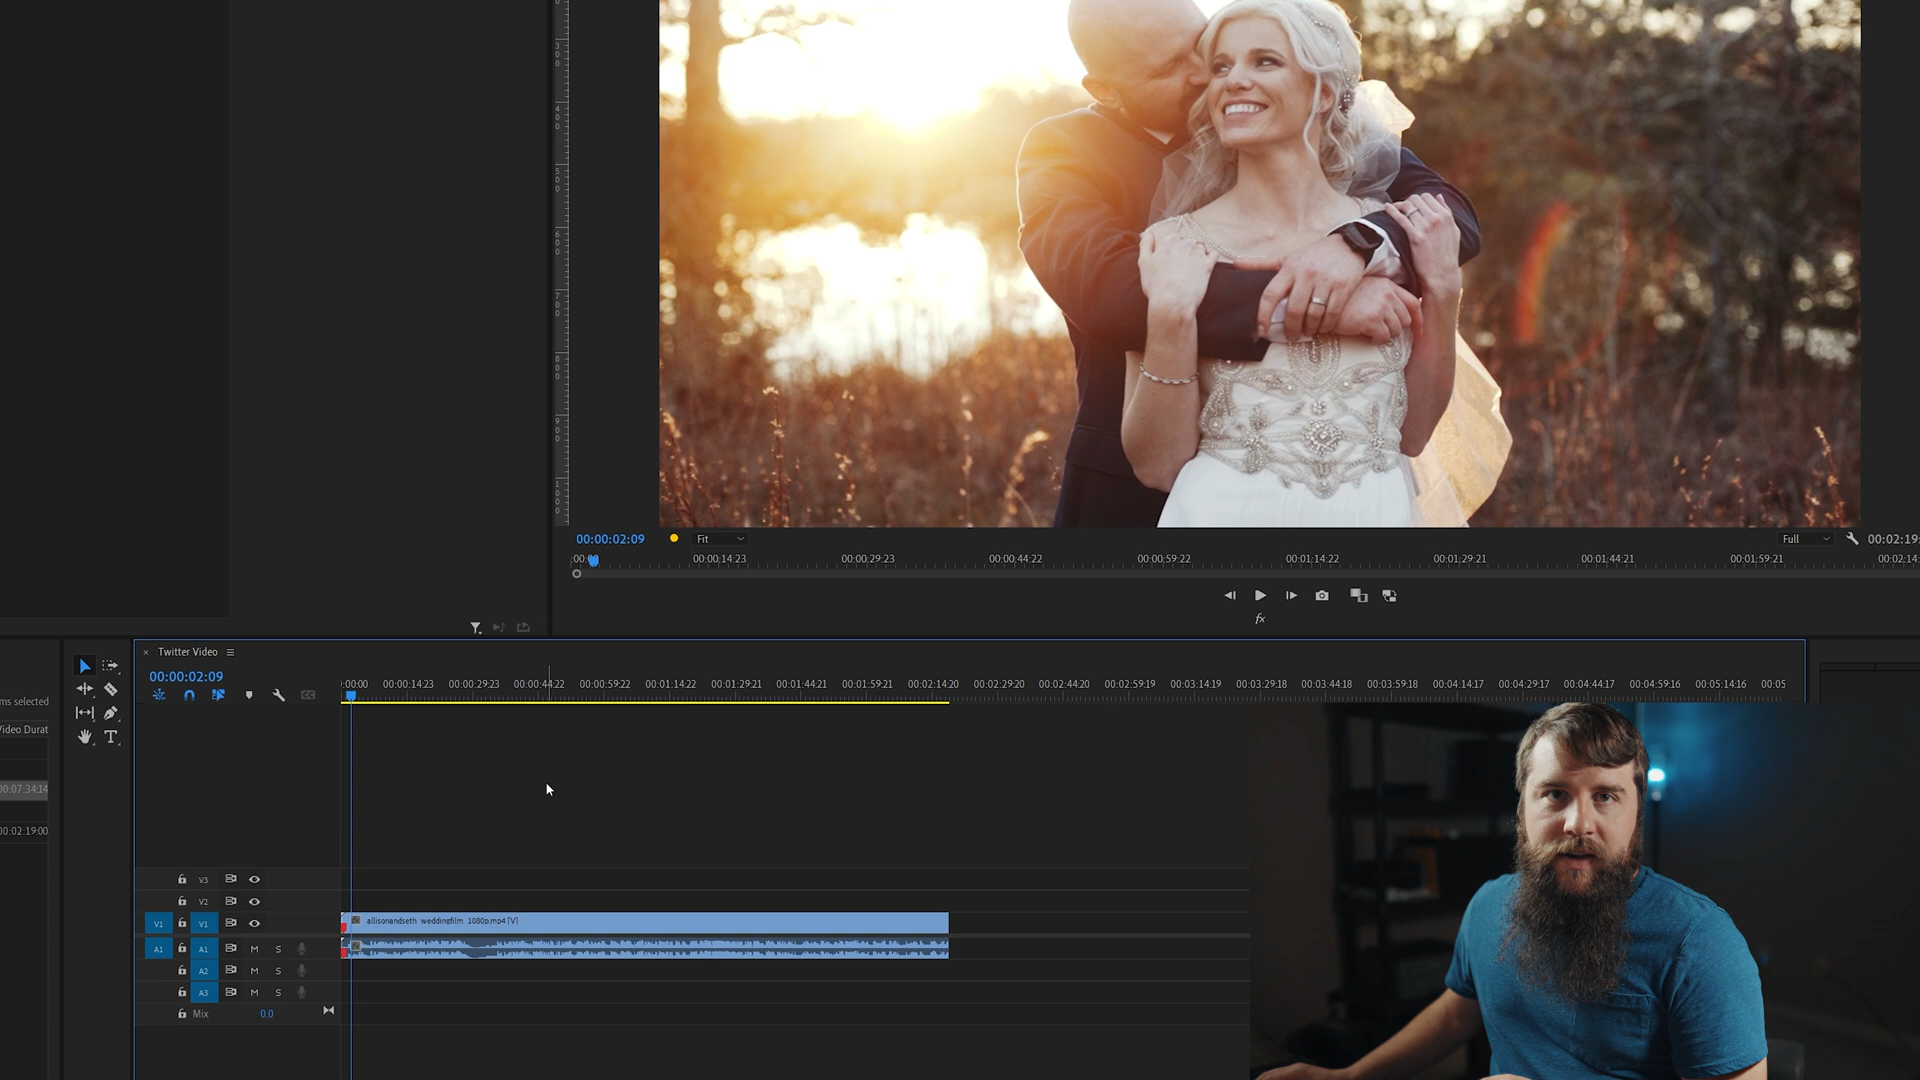 00:00:02:09
Fit
Full
00:02:19
:00:00
00:00:14:23
00:00:29:23
00:00:44:22
00:00:59:22
00:01:14:22
00:01:29:21
00:01:44:21
00:01:59:21
00:02:14:
fx
× Twitter Video
00:00:02:09
:00:00
00:00:14:23
00:00:29:23
00:00:44:22
00:00:59:22
00:01:14:22
00:01:29:21
00:01:44:21
00:01:59:21
00:02:14:20
00:02:29:20
00:02:44:20
00:02:59:19
00:03:14:19
00:03:29:18
00:03:44:18
00:03:59:18
00:04:14:17
00:04:29:17
00:04:44:17
00:04:59:16
00:05:14:16
00:05
ms selected
Video Durat
00:07:34:14
00:02:19:00
T
V3
V2
V1 V1 allisonandseth_weddingfilm_1080p.mp4 [V]
A1 A1 M S
A2 M S
A3 M S
Mix 0.0